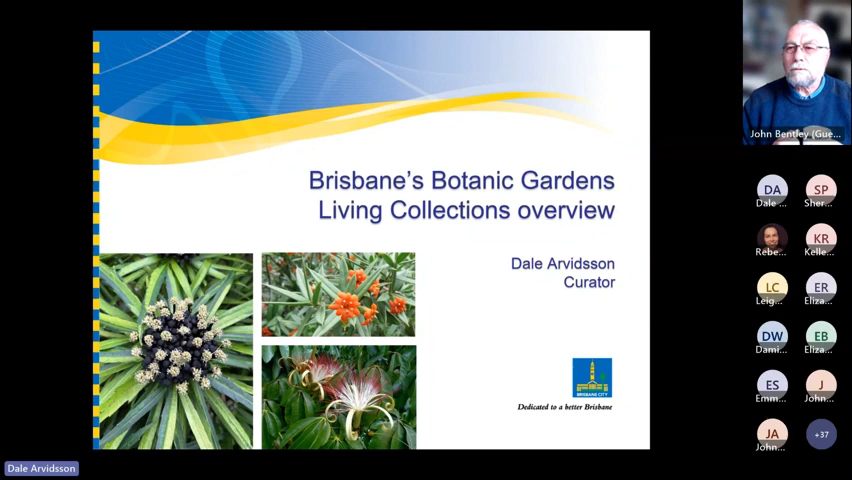 Brisbane's Botanic Gardens
Living Collections overview
Dale Arvidsson
Curator
BRISBANE CITY
Dedicated to a better Brisbane
John Bentley (Gue...
DA
Dale ...
SP
Sher...
Rebe...
KR
Kelle...
LC
Leig...
ER
Eliza...
DW
Dami...
EB
Eliza...
ES
Emm...
J
John...
JA
John...
+37
Dale Arvidsson